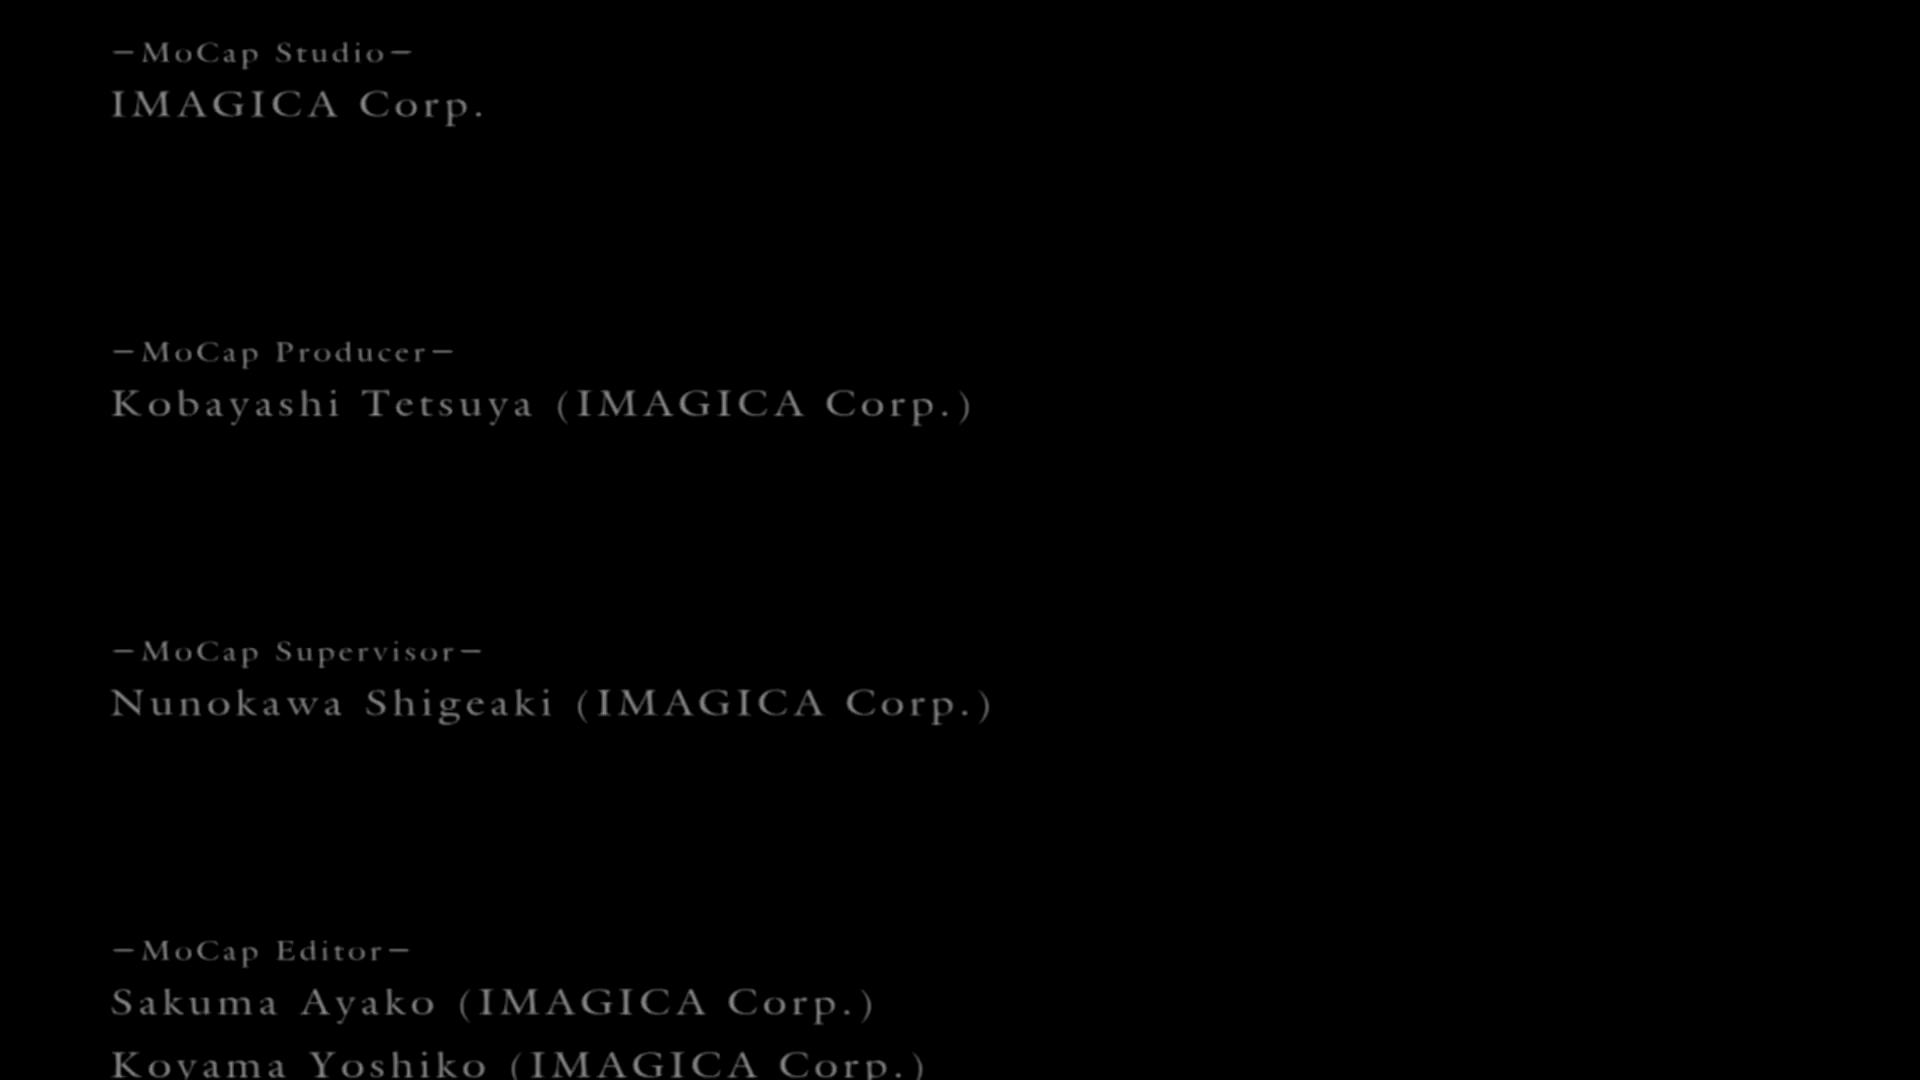 －MoCap Studio－
IMAGICA Corp.
－MoCap Producer－
Kobayashi Tetsuya (IMAGICA Corp.)
－MoCap Supervisor－
Nunokawa Shigeaki (IMAGICA Corp.)
－MoCap Editor－
Sakuma Ayako (IMAGICA Corp.)
Koyama Yoshiko (IMAGICA Corp.)